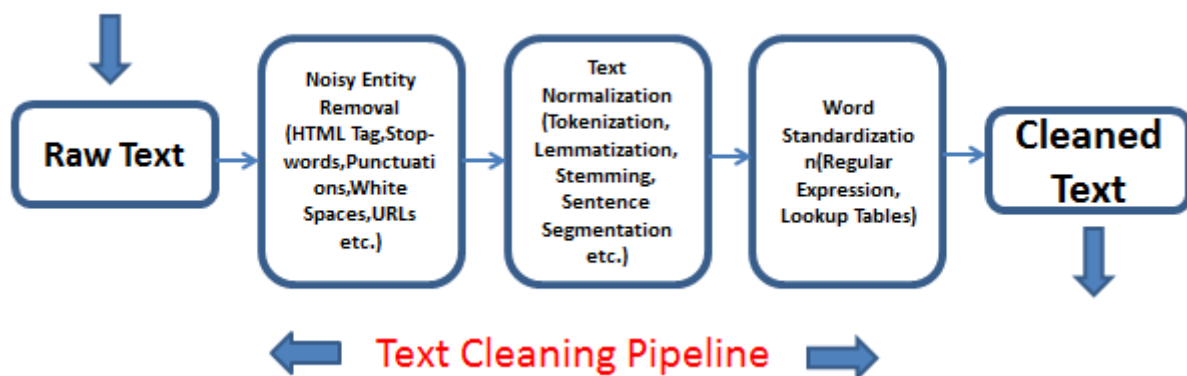 Raw Text
Noisy Entity
Removal
(HTML Tag,Stop-
words,Punctuati
ons,White
Spaces,URLs
etc.)
Text
Normalization
(Tokenization,
Lemmatization,
Stemming,
Sentence
Segmentation
etc.)
Word
Standardizatio
n(Regular
Expression,
Lookup Tables)
Cleaned
Text
Text Cleaning Pipeline